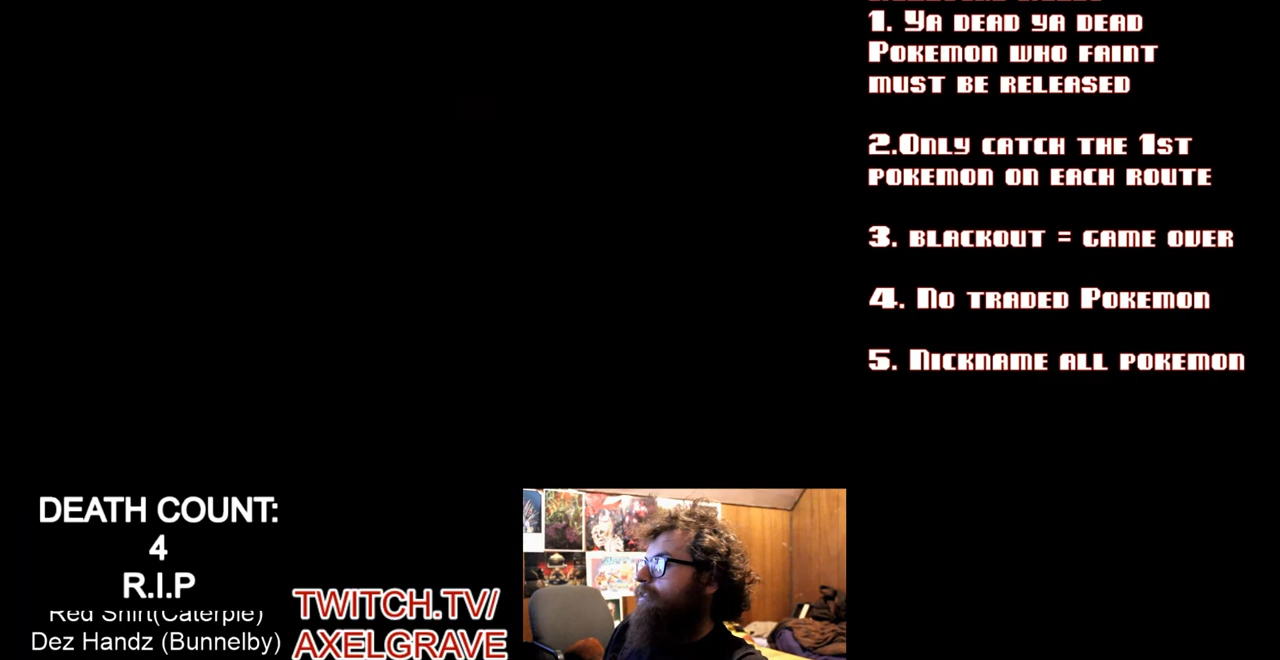 1. Ya dead ya dead
Pokemon who faint
must be released
2.Only catch the 1st
pokemon on each route
3. blackout = game over
4. No traded Pokemon
5. Nickname all pokemon
DEATH COUNT:
4
R.I.P
Red Shirt(Caterpie)
Dez Handz (Bunnelby)
TWITCH.TV/
AXELGRAVE